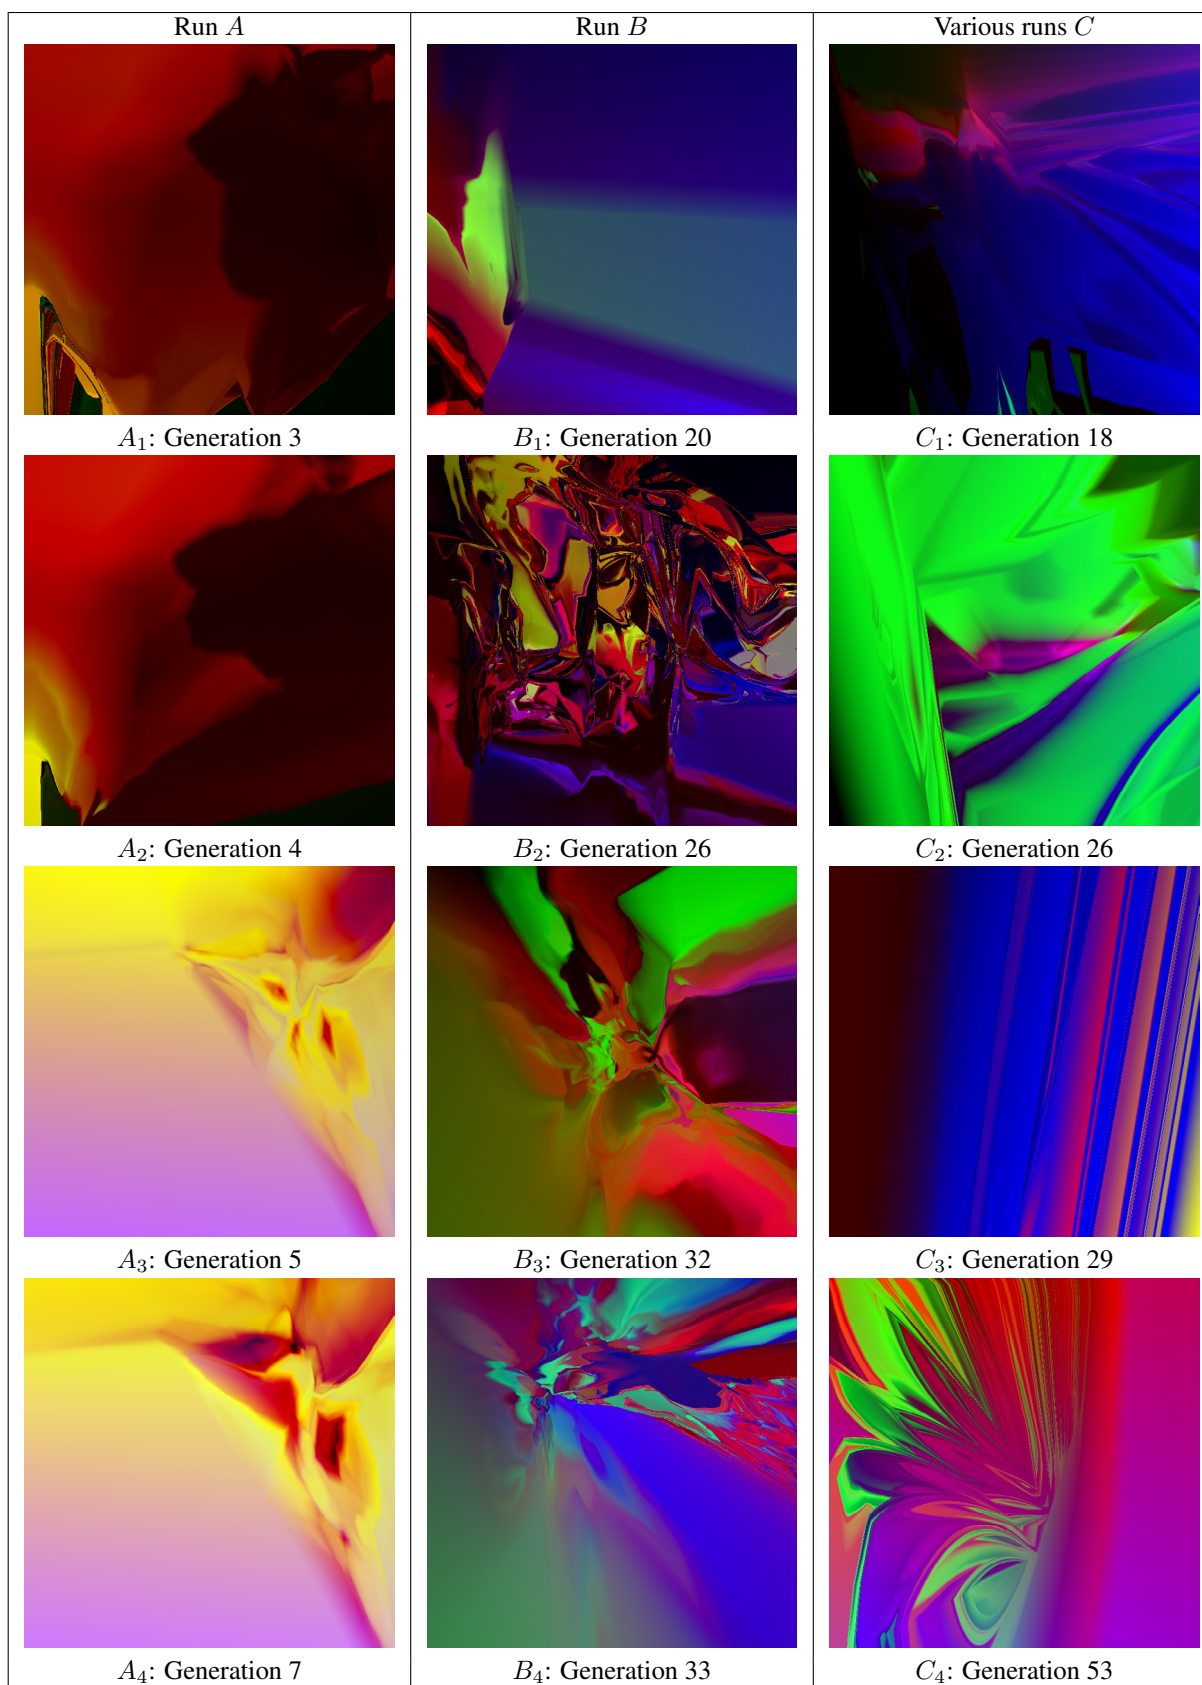 Run A
Run B
Various runs C
A₁: Generation 3
B₁: Generation 20
C₁: Generation 18
A₂: Generation 4
B₂: Generation 26
C₂: Generation 26
A₃: Generation 5
B₃: Generation 32
C₃: Generation 29
A₄: Generation 7
B₄: Generation 33
C₄: Generation 53